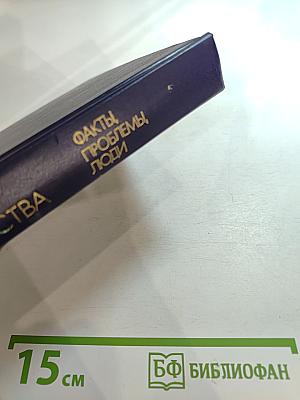 СТВА
ФАКТЫ,
ПРОБЛЕМЫ,
ЛЮДИ
15 см
БФ БИБЛИОФАН